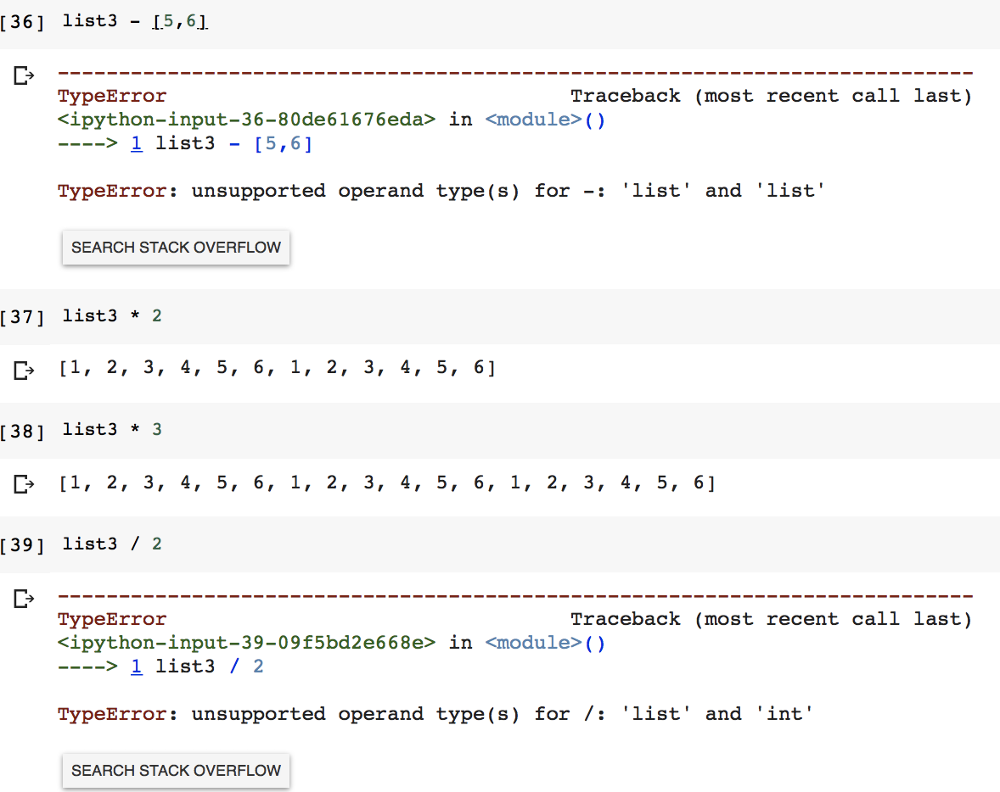 [36] list3 - [5,6]
---------------------------------------------------------------------------
TypeError Traceback (most recent call last)
<ipython-input-36-80de61676eda> in <module>()
----> 1 list3 - [5,6]
TypeError: unsupported operand type(s) for -: 'list' and 'list'
SEARCH STACK OVERFLOW
[37] list3 * 2
[1, 2, 3, 4, 5, 6, 1, 2, 3, 4, 5, 6]
[38] list3 * 3
[1, 2, 3, 4, 5, 6, 1, 2, 3, 4, 5, 6, 1, 2, 3, 4, 5, 6]
[39] list3 / 2
---------------------------------------------------------------------------
TypeError Traceback (most recent call last)
<ipython-input-39-09f5bd2e668e> in <module>()
----> 1 list3 / 2
TypeError: unsupported operand type(s) for /: 'list' and 'int'
SEARCH STACK OVERFLOW